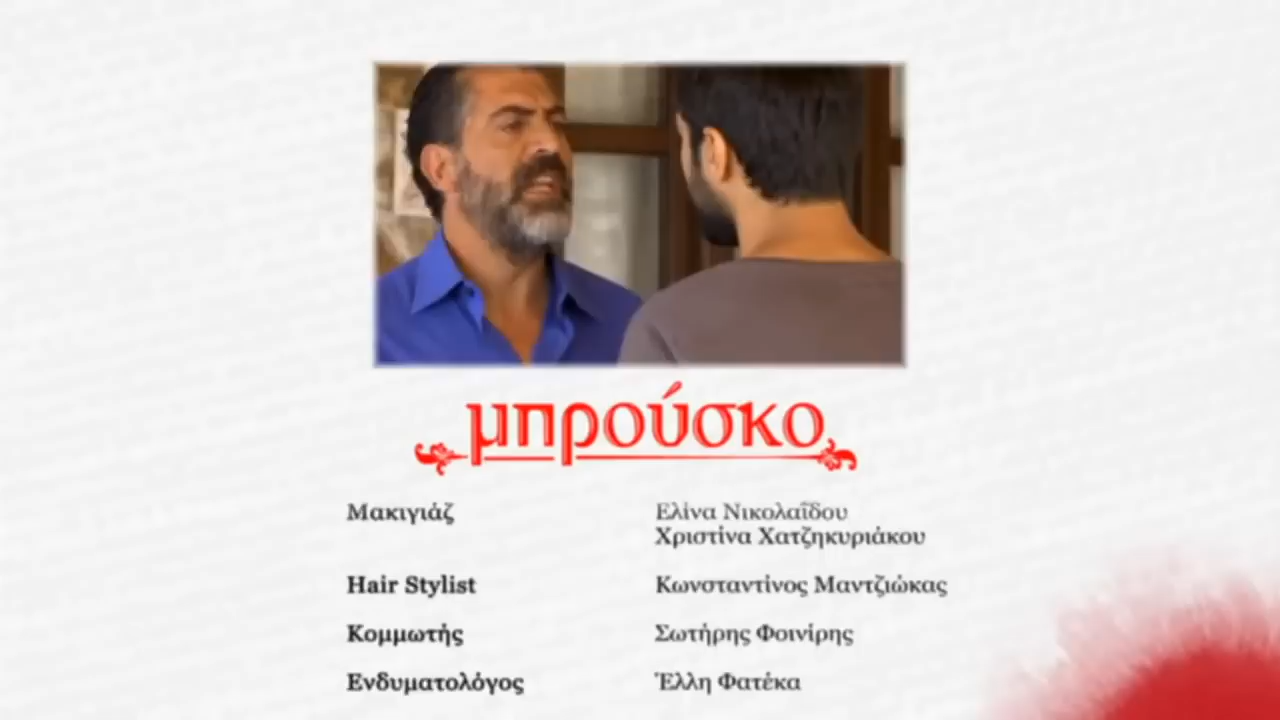 μπρούσκο
Μακιγιάζ Ελίνα Νικολαΐδου
Χριστίνα Χατζηκυριάκου
Hair Stylist Κωνσταντίνος Μαντζιώκας
Κομμωτής Σωτήρης Φοινίρης
Ενδυματολόγος Έλλη Φατέκα